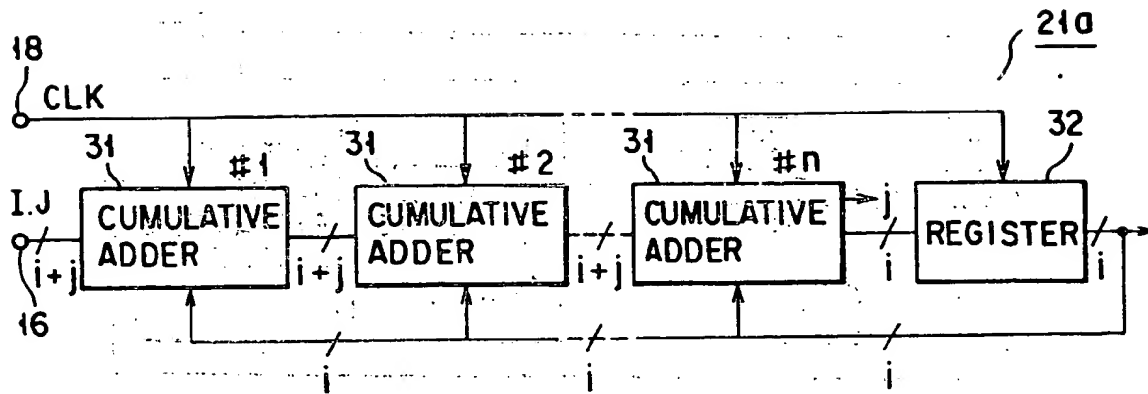 21a
18
CLK
31
#1
31
#2
31
#n
32
I.J
CUMULATIVE
ADDER
CUMULATIVE
ADDER
CUMULATIVE
ADDER
j
REGISTER
i+j
i+j
i+j
i
i
16
i
i
i